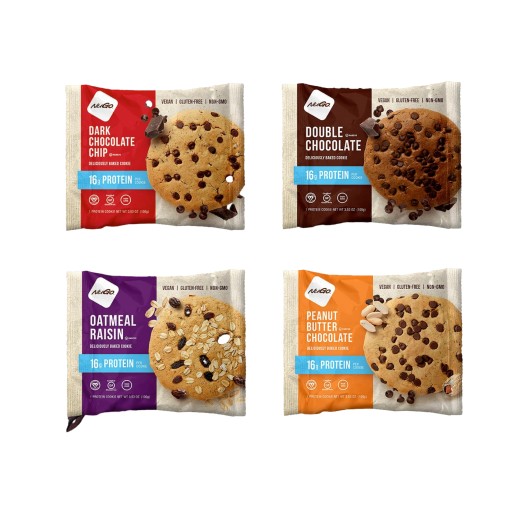 NuGo
VEGAN | GLUTEN-FREE | NON-GMO
DARK
CHOCOLATE
CHIP
DELICIOUSLY BAKED COOKIE
16g PROTEIN
NuGo
VEGAN | GLUTEN-FREE | NON-GMO
DOUBLE
CHOCOLATE
DELICIOUSLY BAKED COOKIE
16g PROTEIN
NuGo
VEGAN | GLUTEN-FREE | NON-GMO
OATMEAL
RAISIN
DELICIOUSLY BAKED COOKIE
16g PROTEIN
NuGo
VEGAN | GLUTEN-FREE | NON-GMO
PEANUT
BUTTER
CHOCOLATE
DELICIOUSLY BAKED COOKIE
16g PROTEIN